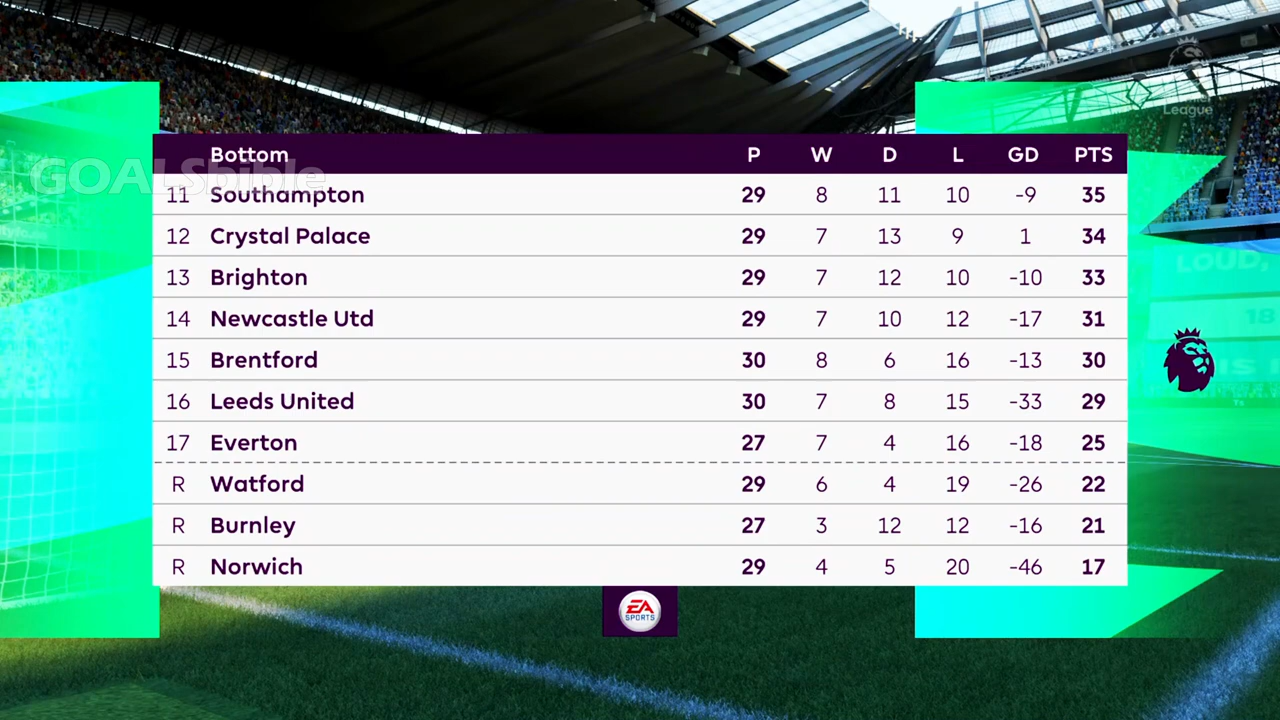 League
GOALSbible
Bottom P W D L GD PTS
11 Southampton 29 8 11 10 -9 35
12 Crystal Palace 29 7 13 9 1 34
13 Brighton 29 7 12 10 -10 33
14 Newcastle Utd 29 7 10 12 -17 31
15 Brentford 30 8 6 16 -13 30
16 Leeds United 30 7 8 15 -33 29
17 Everton 27 7 4 16 -18 25
R Watford 29 6 4 19 -26 22
R Burnley 27 3 12 12 -16 21
R Norwich 29 4 5 20 -46 17
LOUD,
18
EA
SPORTS